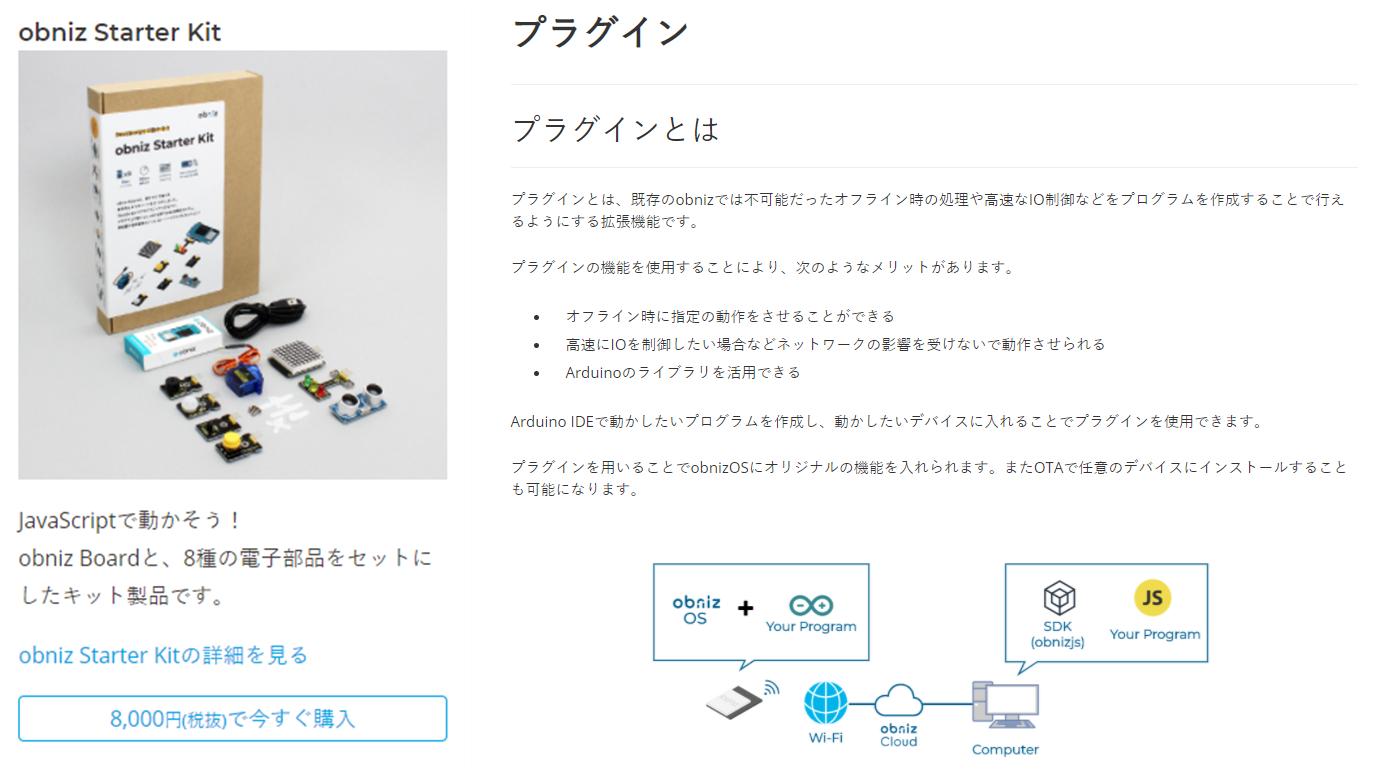 obniz Starter Kit
obniz
obniz Starter Kit
obniz
JavaScriptで動かそう！
obniz Boardと、8種の電子部品をセットに
したキット製品です。
obniz Starter Kitの詳細を見る
8,000円(税抜)で今すぐ購入
プラグイン
プラグインとは
プラグインとは、既存のobnizでは不可能だったオフライン時の処理や高速なIO制御などをプログラムを作成することで行え
るようにする拡張機能です。
プラグインの機能を使用することにより、次のようなメリットがあります。
• オフライン時に指定の動作をさせることができる
• 高速にIOを制御したい場合などネットワークの影響を受けないで動作させられる
• Arduinoのライブラリを活用できる
Arduino IDEで動かしたいプログラムを作成し、動かしたいデバイスに入れることでプラグインを使用できます。
プラグインを用いることでobnizOSにオリジナルの機能を入れられます。またOTAで任意のデバイスにインストールすること
も可能になります。
obniz
OS
+
Your Program
SDK
(obnizjs)
JS
Your Program
Wi-Fi
obniz
Cloud
Computer